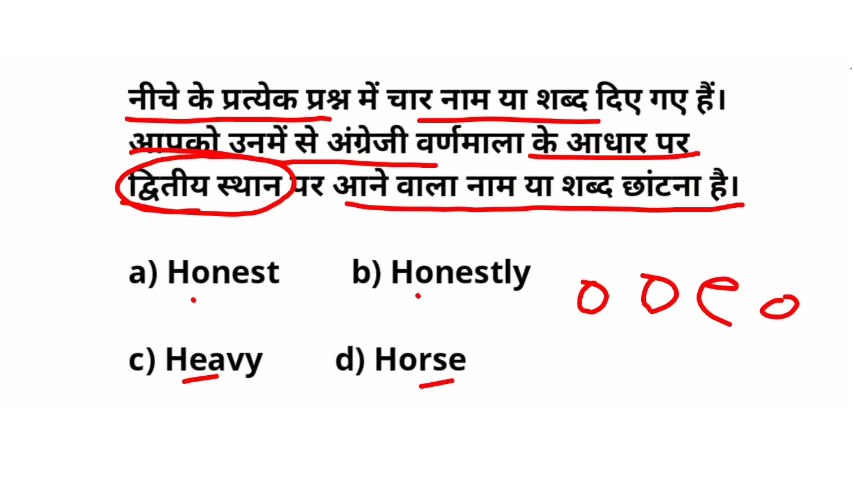 नीचे के प्रत्येक प्रश्न में चार नाम या शब्द दिए गए हैं।
आपको उनमें से अंग्रेजी वर्णमाला के आधार पर
द्वितीय स्थान पर आने वाला नाम या शब्द छांटना है।
a) Honest b) Honestly
o o e o
c) Heavy d) Horse